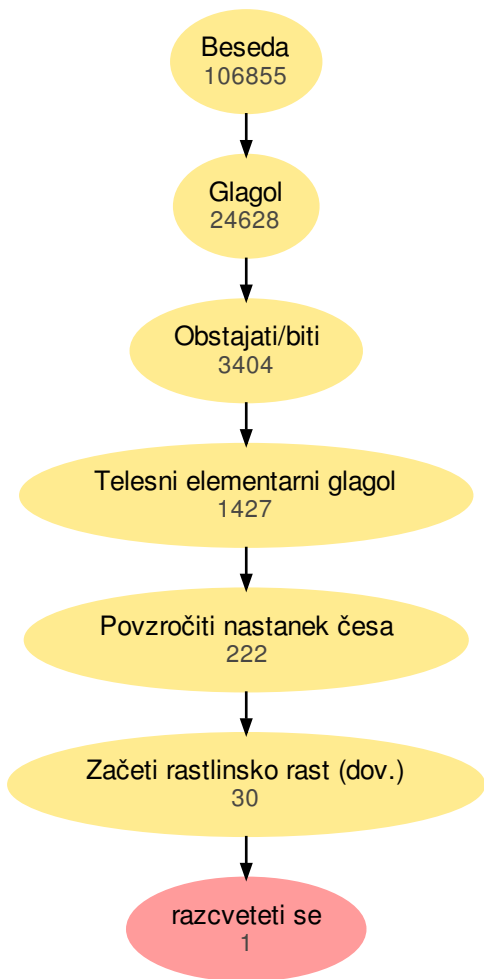 Beseda
106855
Glagol
24628
Obstajati/biti
3404
Telesni elementarni glagol
1427
Povzročiti nastanek česa
222
Začeti rastlinsko rast (dov.)
30
razcveteti se
1